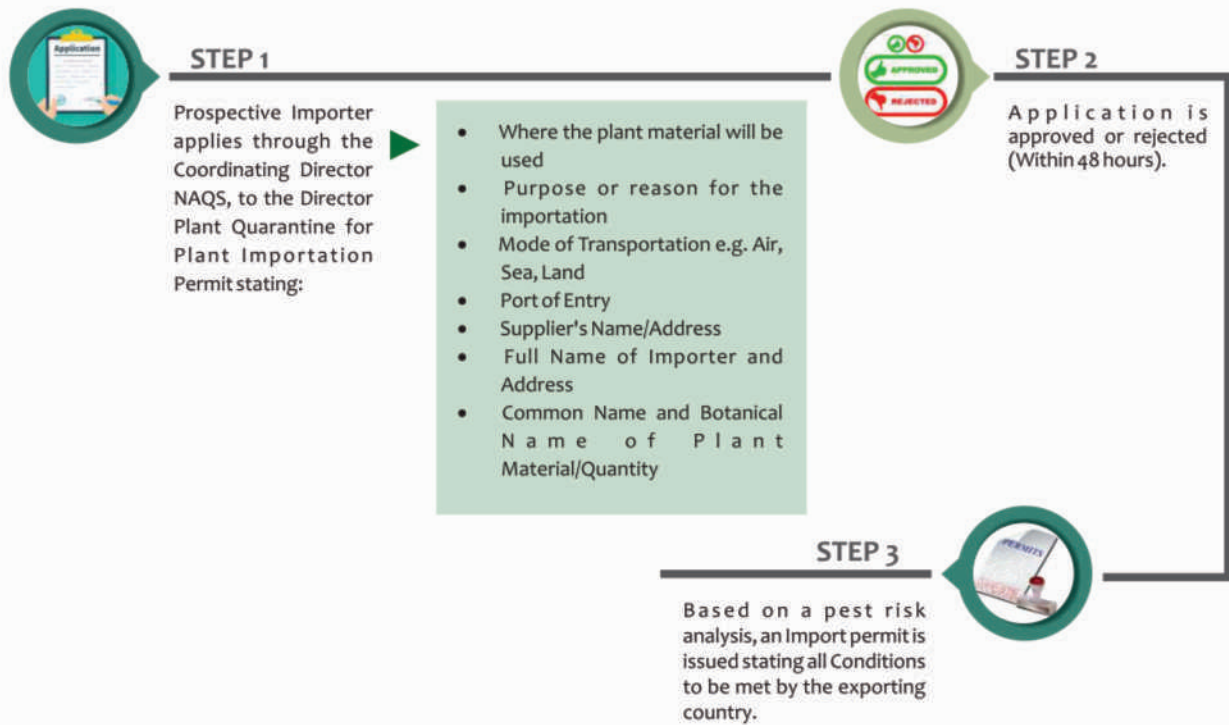 Application
STEP 1
Prospective Importer
applies through the
Coordinating Director
NAQS, to the Director
Plant Quarantine for
Plant Importation
Permit stating:
• Where the plant material will be
used
• Purpose or reason for the
importation
• Mode of Transportation e.g. Air,
Sea, Land
• Port of Entry
• Supplier's Name/Address
• Full Name of Importer and
Address
• Common Name and Botanical
Name of Plant
Material/Quantity
APPROVED
REJECTED
STEP 2
Application is
approved or rejected
(Within 48 hours).
STEP 3
PERMITS
Based on a pest risk
analysis, an Import permit is
issued stating all Conditions
to be met by the exporting
country.